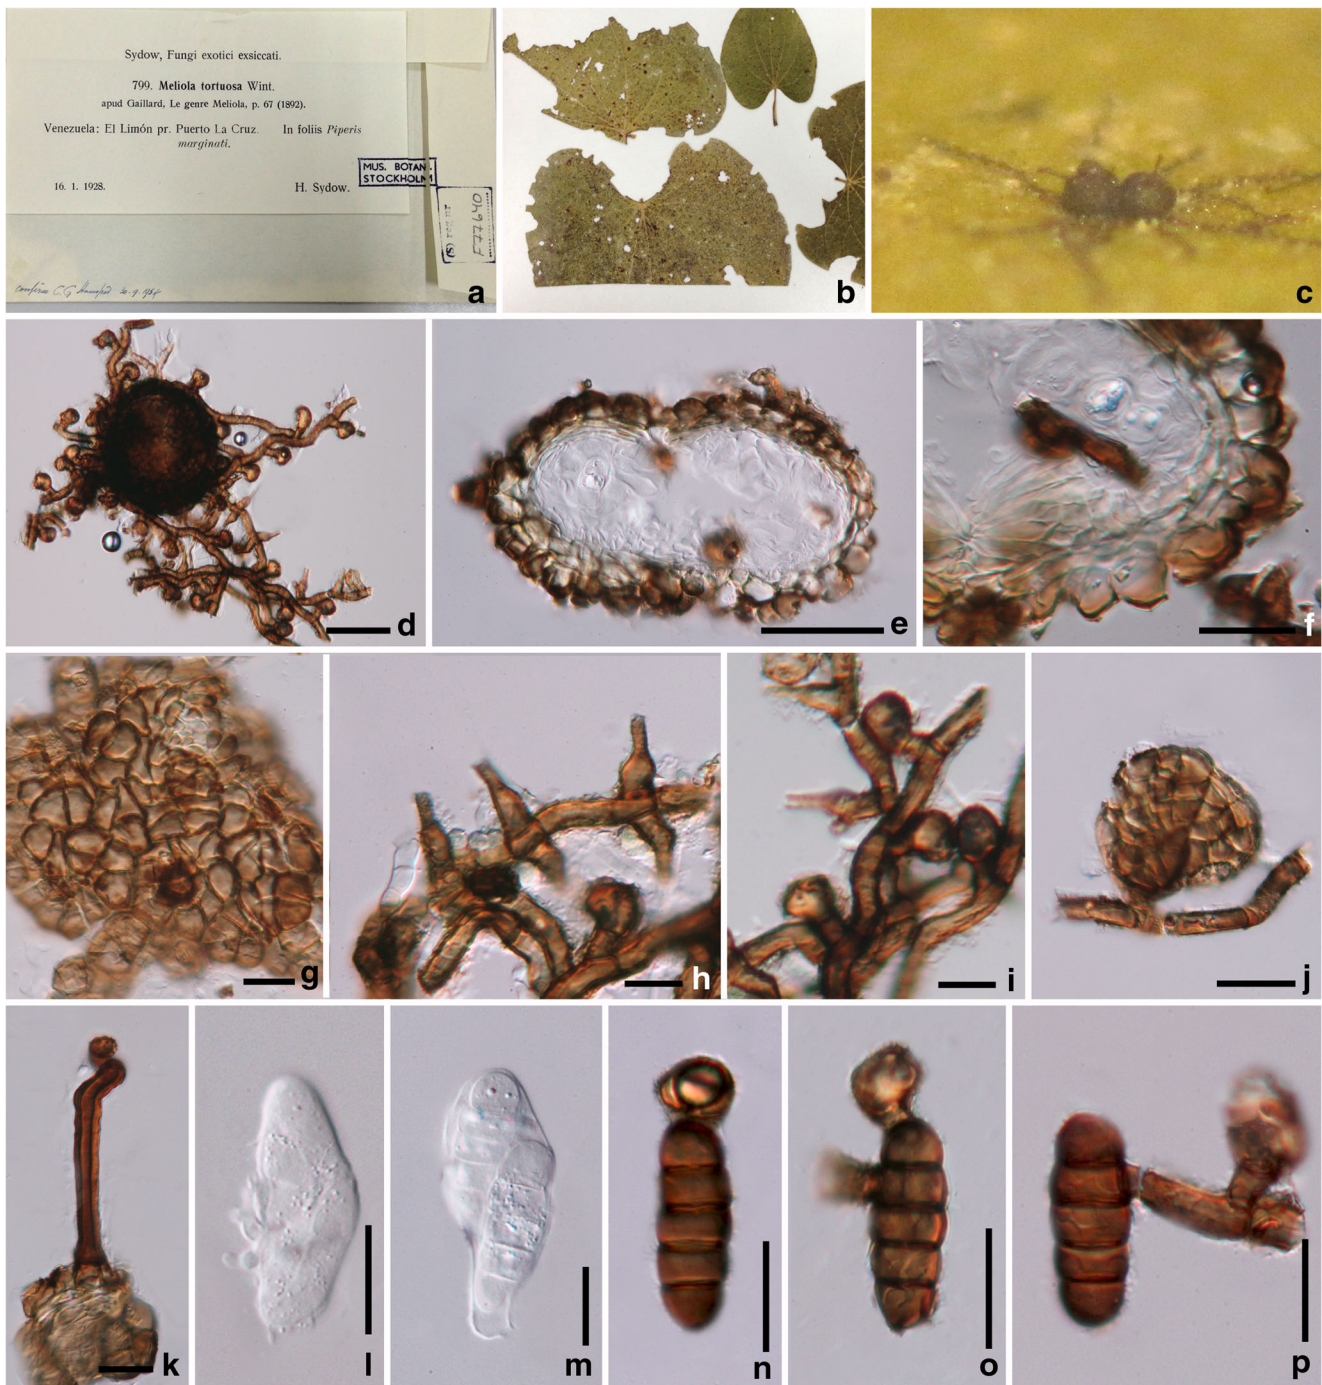 Sydow, Fungi exotici exsiccati.
799. Meliola tortuosa Wint.
apud Gaillard, Le genre Meliola, p. 67 (1892).
Venezuela: El Limón pr. Puerto La Cruz. In foliis Piperis
marginati.
MUS. BOTAN.
STOCKHOLM
16. 1. 1928. H. Sydow.
(S)
F77640
C G
a
b
c
d
e
f
g
h
i
j
k
l
m
n
o
p